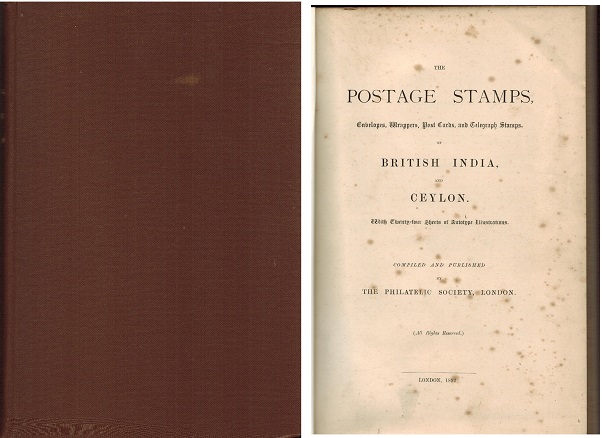 THE
POSTAGE STAMPS,
Envelopes, Wrappers, Post Cards, and Telegraph Stamps,
OF
BRITISH INDIA,
AND
CEYLON.
With Twenty-four Sheets of Autotype Illustrations.
COMPILED AND PUBLISHED
BY
THE PHILATELIC SOCIETY, LONDON.
(All Rights Reserved.)
LONDON, 1892